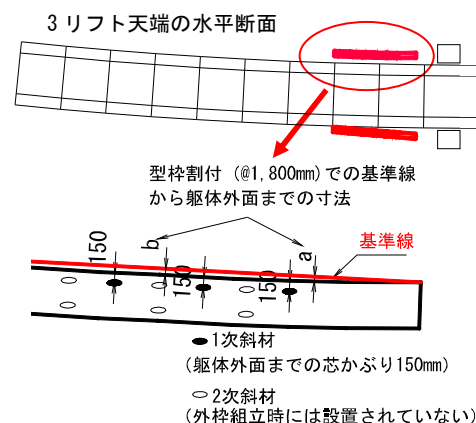 3リフト天端の水平断面
型枠割付(@1,800mm)での基準線
から躯体外面までの寸法
150
b
150
150
a
基準線
1次斜材
(躯体外面までの芯かぶり150mm)
2次斜材
(外枠組立時には設置されていない)